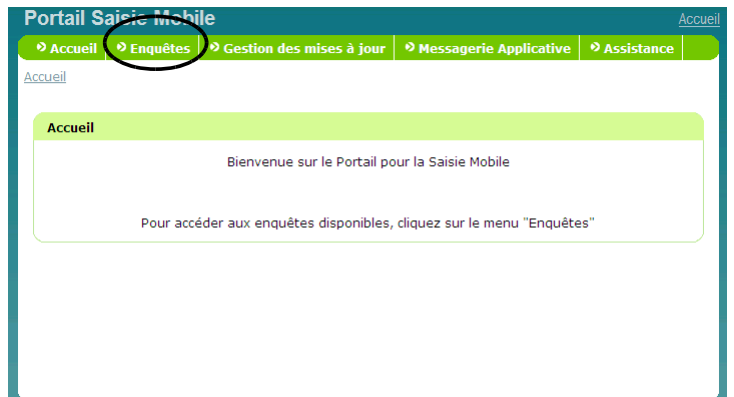 Portail Saisie Mobile
Accueil
Accueil Enquêtes Gestion des mises à jour Messagerie Applicative Assistance
Accueil
Accueil
Bienvenue sur le Portail pour la Saisie Mobile
Pour accéder aux enquêtes disponibles, cliquez sur le menu "Enquêtes"